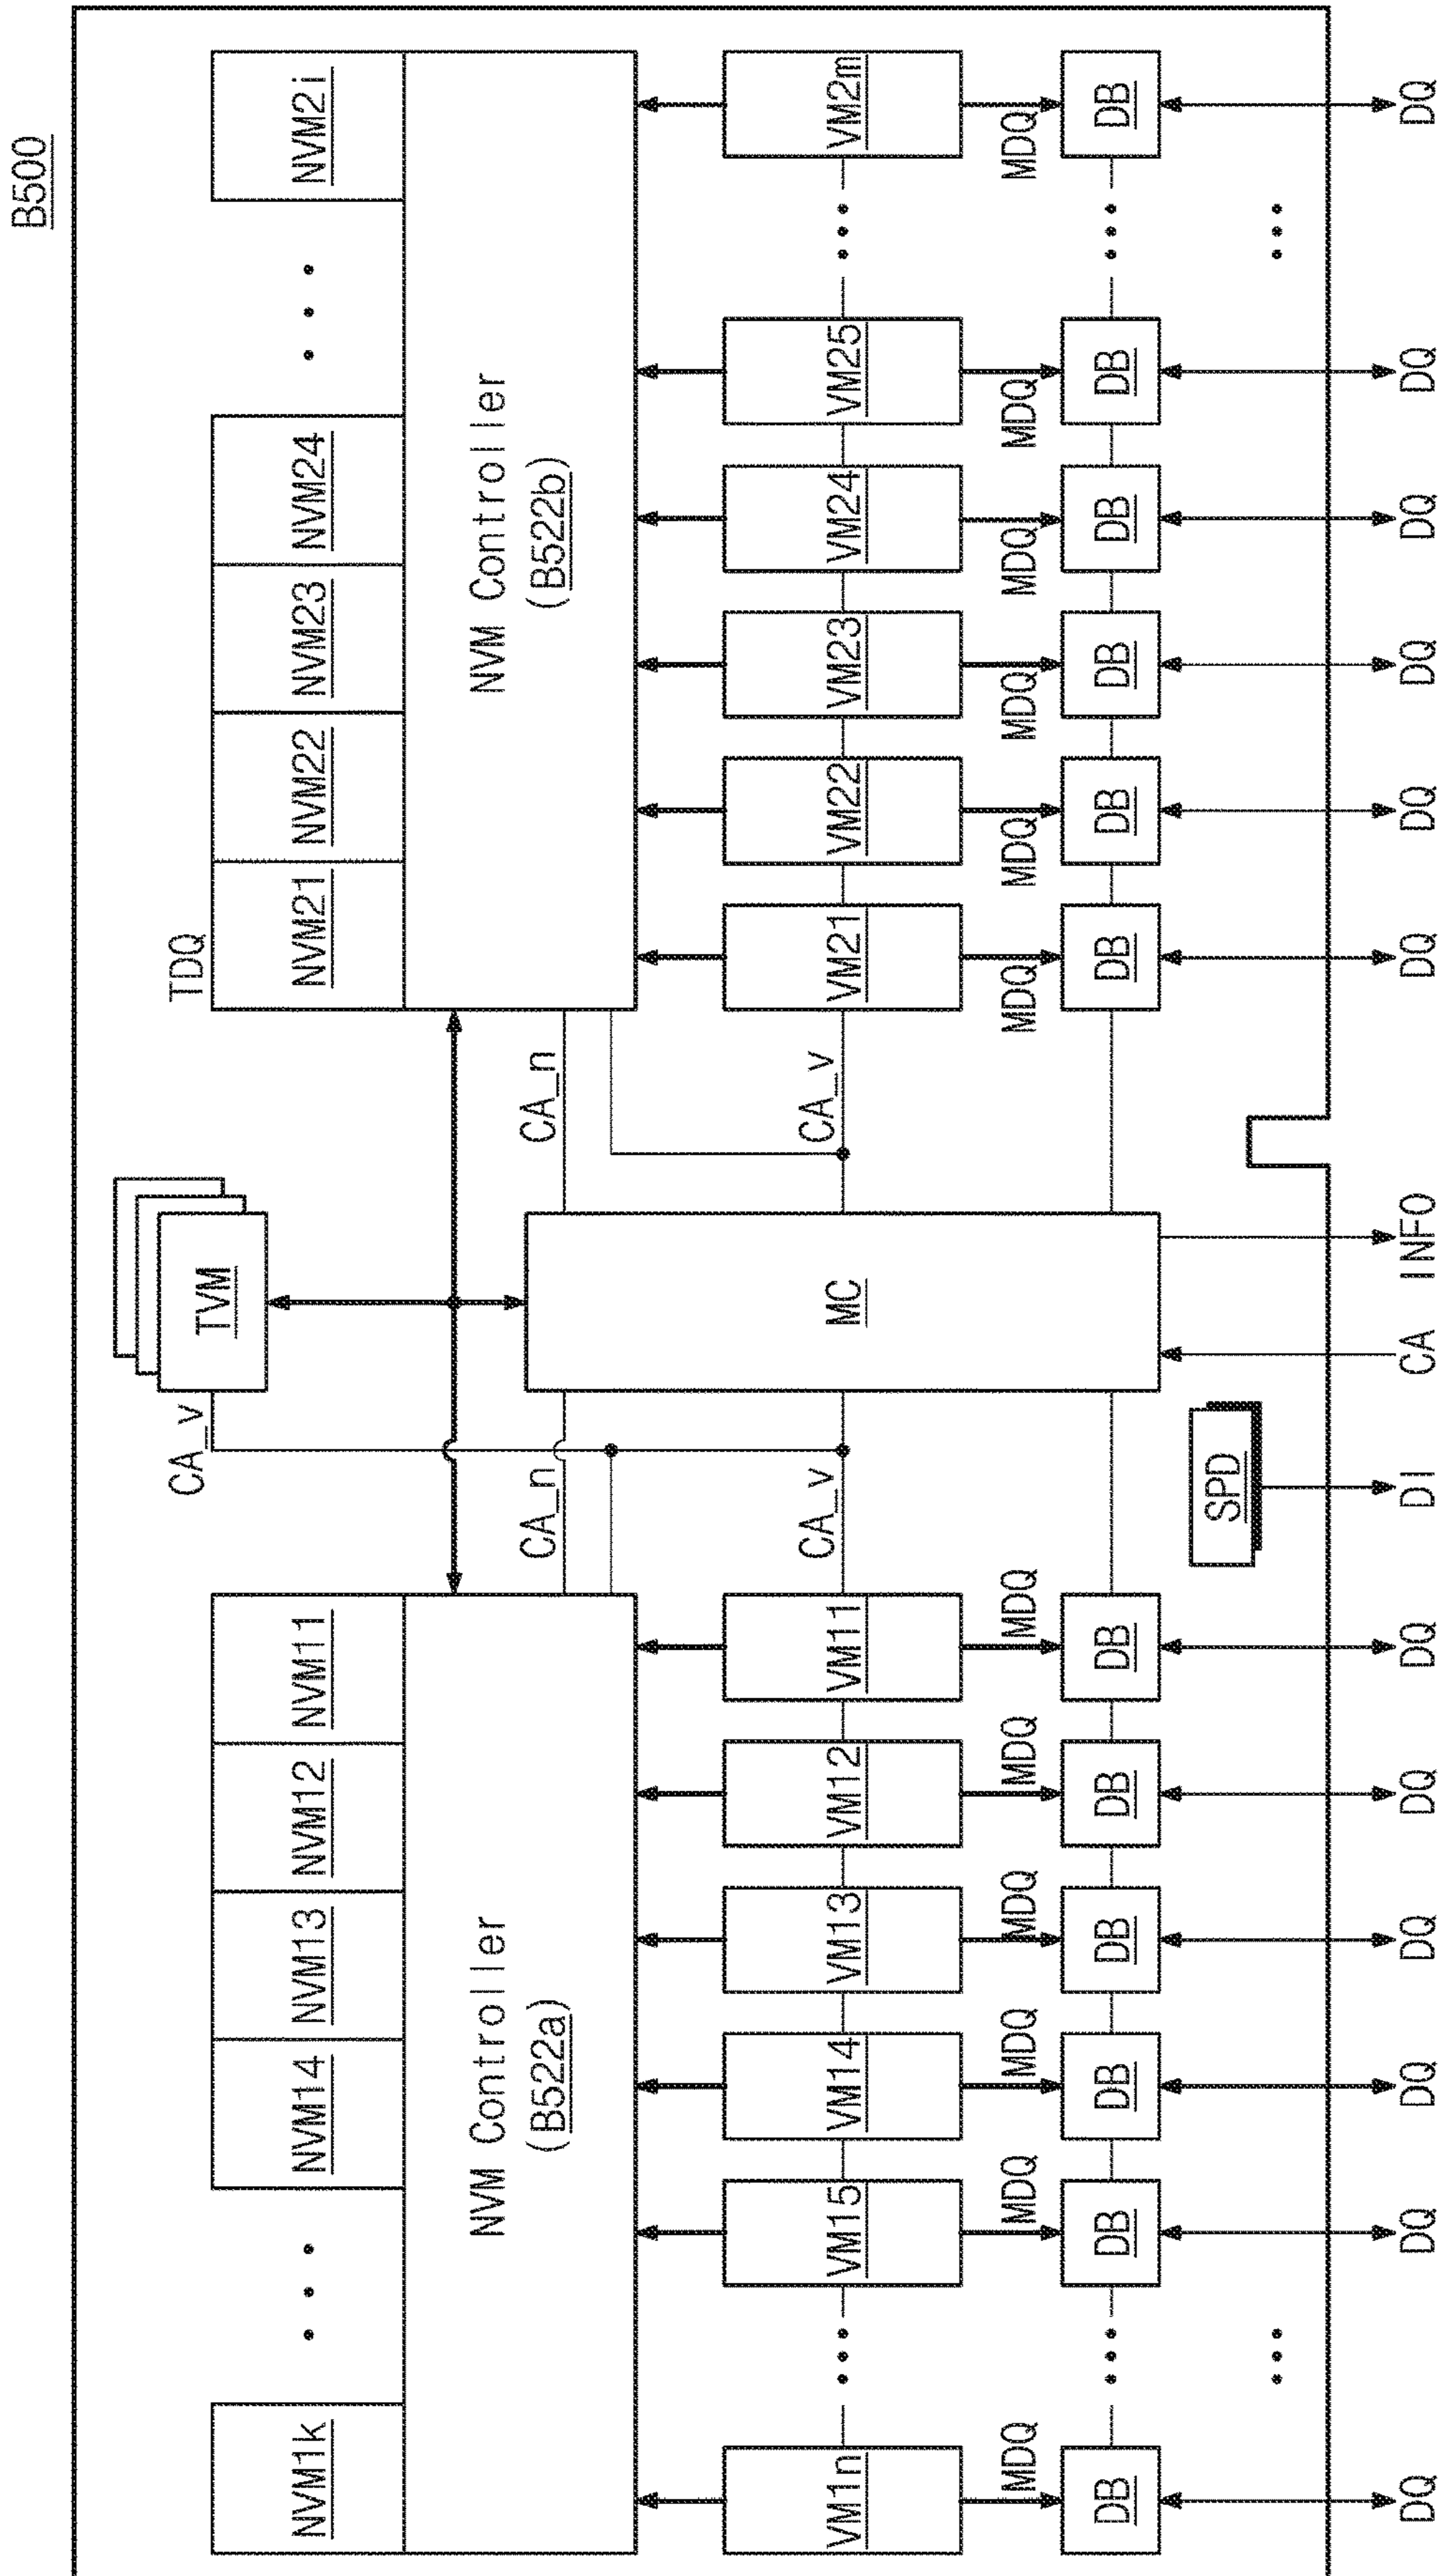 B500
CA_v TVM TDQ
NVM1k • • • NVM14 NVM13 NVM12 NVM11 NVM21 NVM22 NVM23 NVM24 • • • NVM2i
NVM Controller NVM Controller
(B522a) CA_n CA_n (B522b)
VM1n ••• VM15 VM14 VM13 VM12 VM11 CA_v MC CA_v VM21 VM22 VM23 VM24 VM25 ••• VM2m
MDQ MDQ MDQ MDQ MDQ MDQ MDQ MDQ MDQ MDQ MDQ MDQ
DB ••• DB DB DB DB DB DB DB DB DB DB ••• DB
SPD
••• •••
DQ DQ DQ DQ DQ DQ DI CA INFO DQ DQ DQ DQ DQ DQ